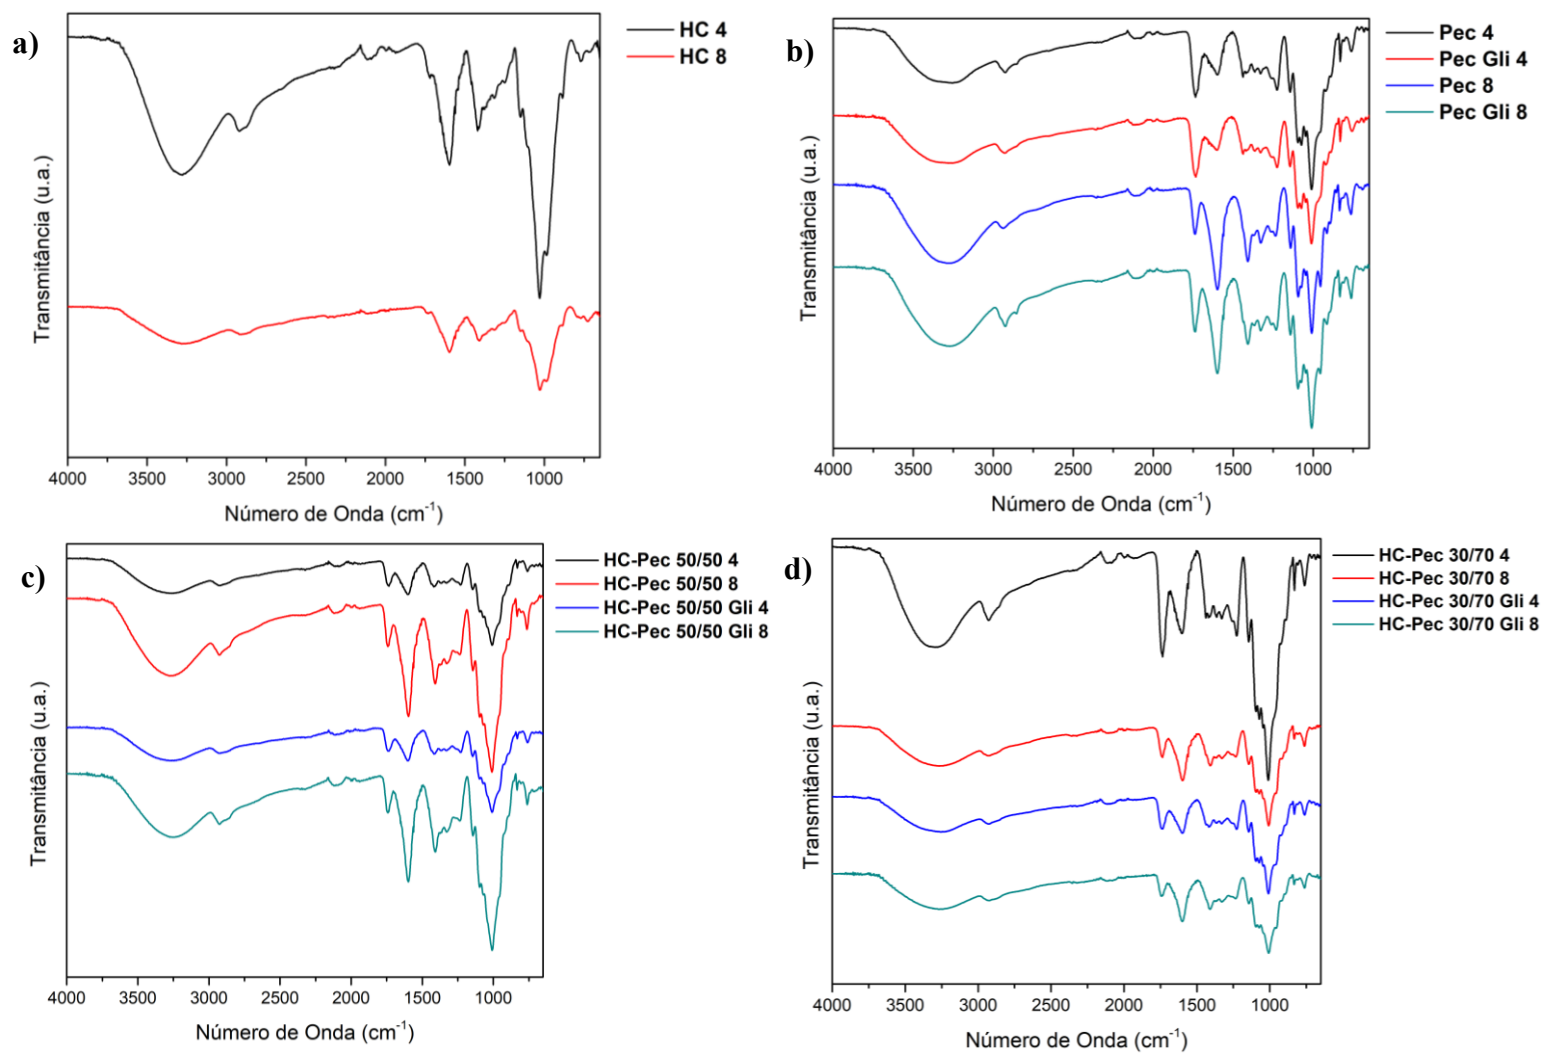 a)
HC 4
HC 8
Transmitância (u.a.)
4000 3500 3000 2500 2000 1500 1000
Número de Onda (cm-1)
b)
Pec 4
Pec Gli 4
Pec 8
Pec Gli 8
Transmitância (u.a.)
4000 3500 3000 2500 2000 1500 1000
Número de Onda (cm-1)
c)
HC-Pec 50/50 4
HC-Pec 50/50 8
HC-Pec 50/50 Gli 4
HC-Pec 50/50 Gli 8
Transmitância (u.a.)
4000 3500 3000 2500 2000 1500 1000
Número de Onda (cm-1)
d)
HC-Pec 30/70 4
HC-Pec 30/70 8
HC-Pec 30/70 Gli 4
HC-Pec 30/70 Gli 8
Transmitância (u.a.)
4000 3500 3000 2500 2000 1500 1000
Número de Onda (cm-1)